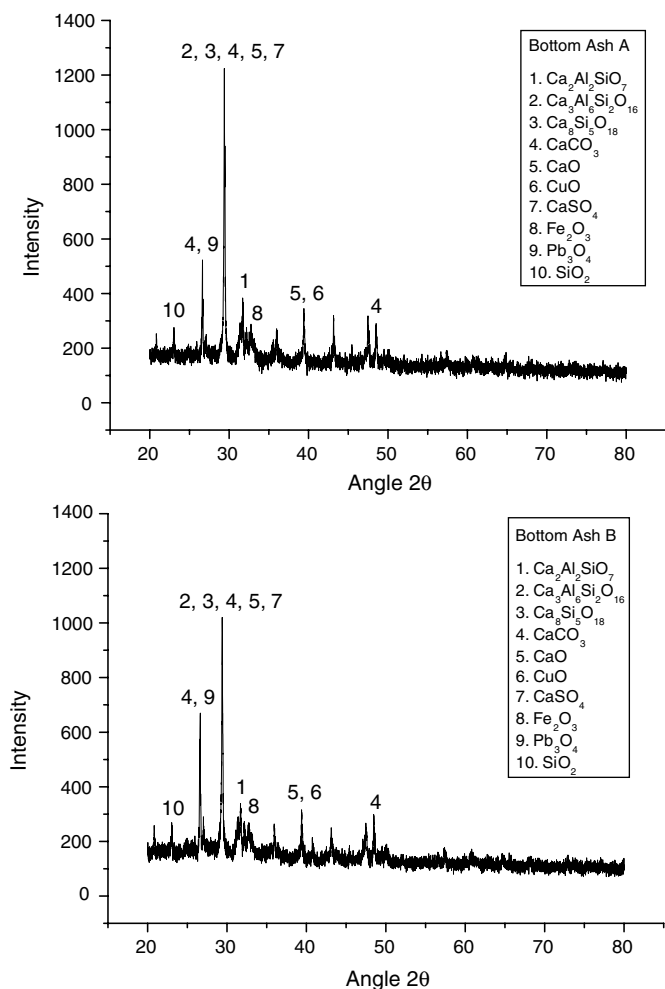 1400
1200
1000
800
600
400
200
0
Intensity
2, 3, 4, 5, 7
4, 9
10
1
8
5, 6
4
Bottom Ash A
1. Ca₂Al₂SiO₇
2. Ca₃Al₆Si₂O₁₆
3. Ca₈Si₅O₁₈
4. CaCO₃
5. CaO
6. CuO
7. CaSO₄
8. Fe₂O₃
9. Pb₃O₄
10. SiO₂
20 30 40 50 60 70 80
Angle 2θ
1400
1200
1000
800
600
400
200
0
Intensity
2, 3, 4, 5, 7
4, 9
10
1
8
5, 6
4
Bottom Ash B
1. Ca₂Al₂SiO₇
2. Ca₃Al₆Si₂O₁₆
3. Ca₈Si₅O₁₈
4. CaCO₃
5. CaO
6. CuO
7. CaSO₄
8. Fe₂O₃
9. Pb₃O₄
10. SiO₂
20 30 40 50 60 70 80
Angle 2θ